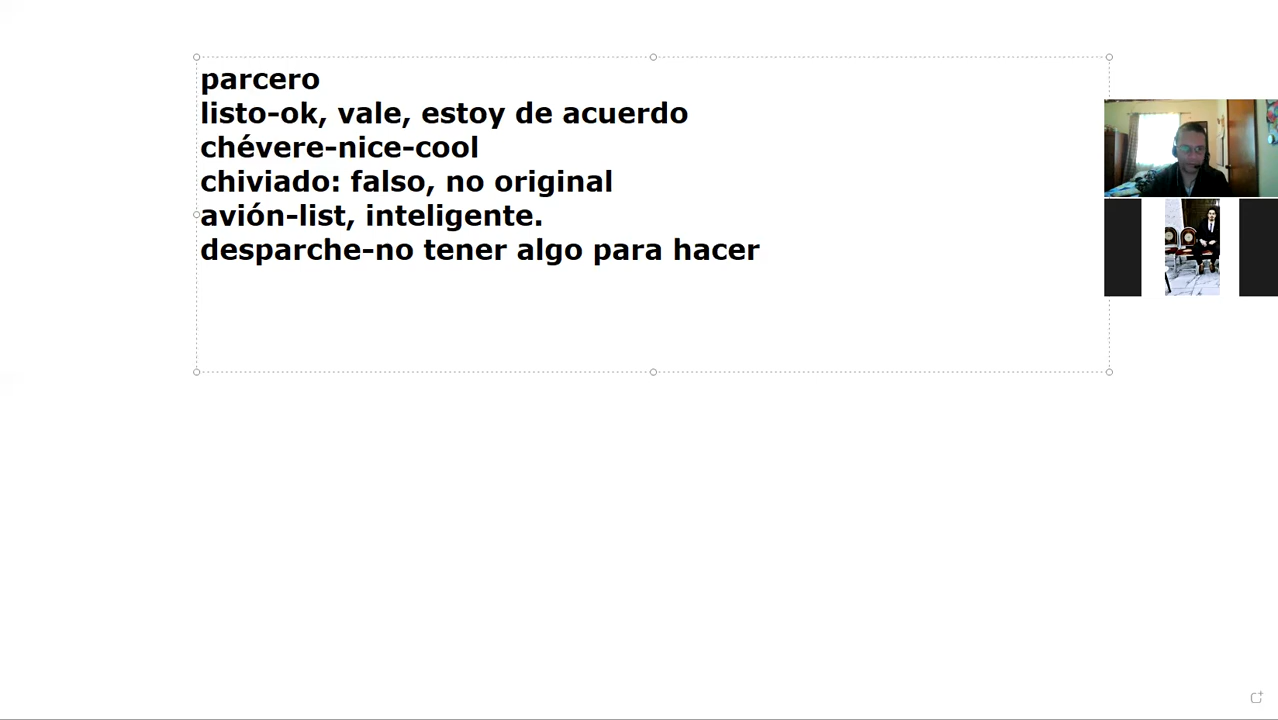 parcero
listo-ok, vale, estoy de acuerdo
chévere-nice-cool
chiviado: falso, no original
avión-list, inteligente.
desparche-no tener algo para hacer